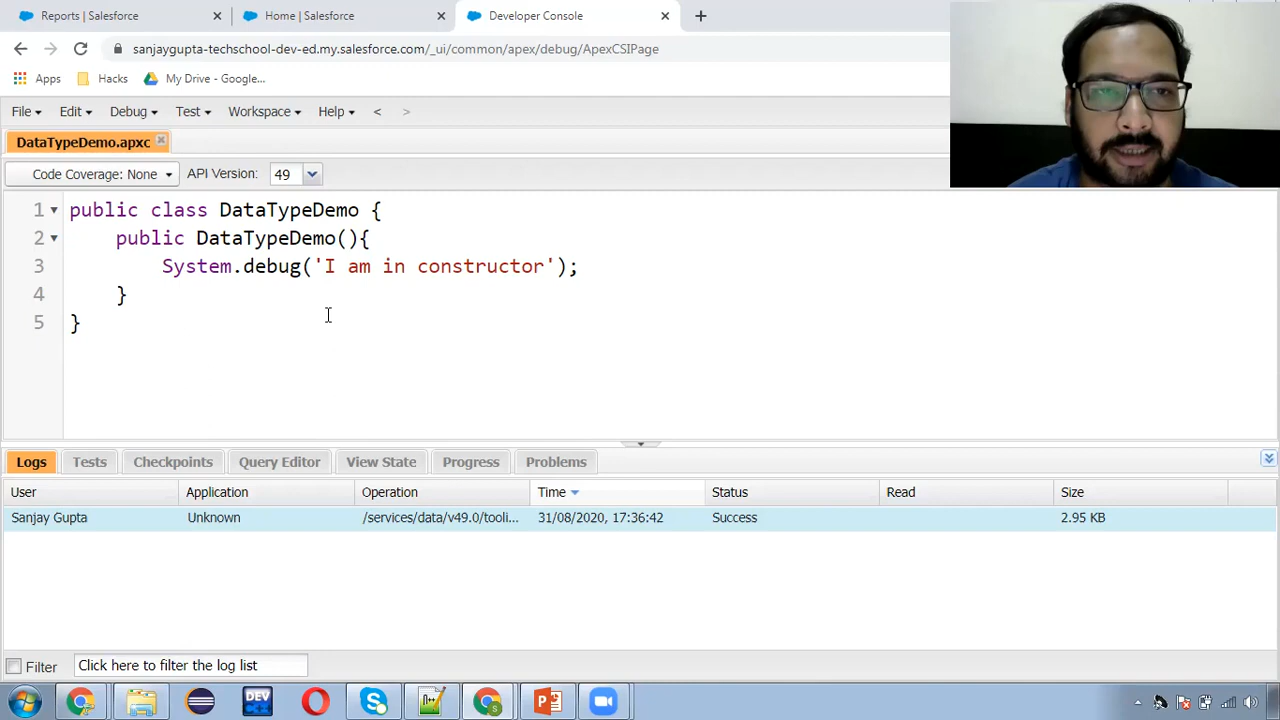 Reports | Salesforce
Home | Salesforce
Developer Console
sanjaygupta-techschool-dev-ed.my.salesforce.com/_ui/common/apex/debug/ApexCSIPage
Apps
Hacks
My Drive - Google...
File
Edit
Debug
Test
Workspace
Help
<
>
DataTypeDemo.apxc
Code Coverage: None
API Version:
49
1
public class DataTypeDemo {
2
public DataTypeDemo(){
3
System.debug('I am in constructor');
4
}
5
}
Logs
Tests
Checkpoints
Query Editor
View State
Progress
Problems
User
Application
Operation
Time
Status
Read
Size
Sanjay Gupta
Unknown
/services/data/v49.0/tooli...
31/08/2020, 17:36:42
Success
2.95 KB
Filter
Click here to filter the log list
DEV